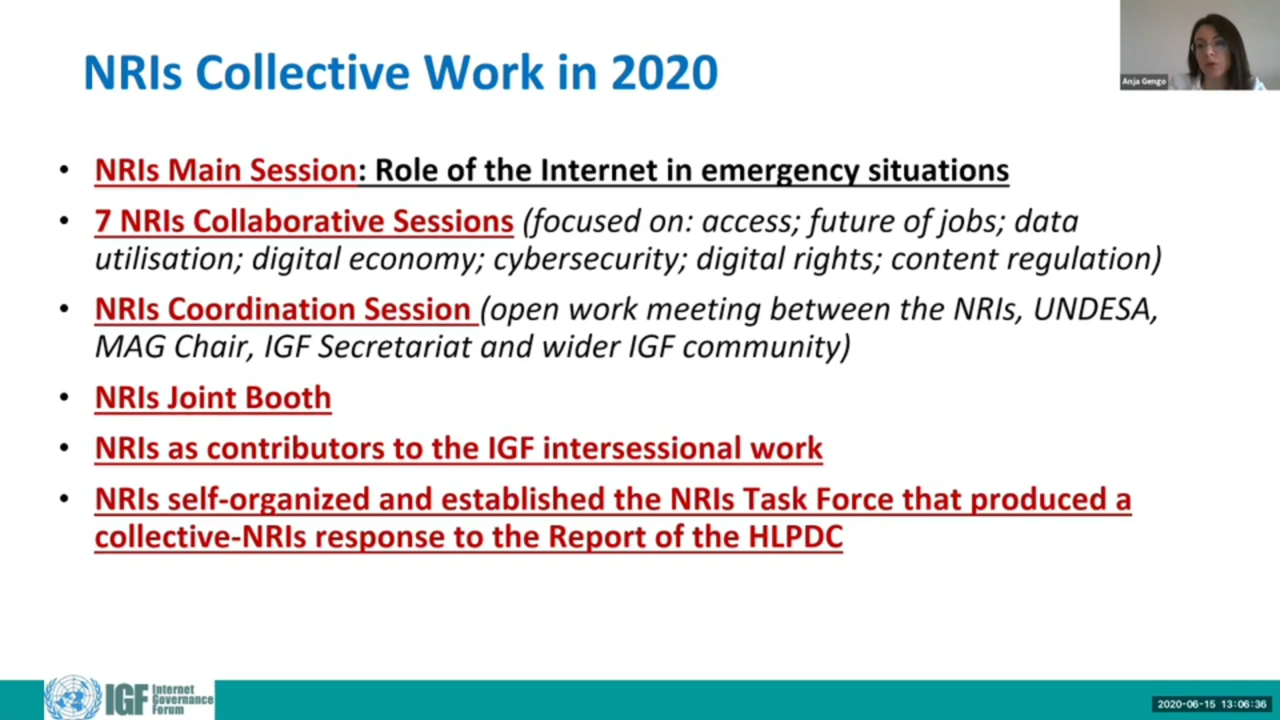 NRIs Collective Work in 2020
Anja Gengo
• NRIs Main Session: Role of the Internet in emergency situations
• 7 NRIs Collaborative Sessions (focused on: access; future of jobs; data
utilisation; digital economy; cybersecurity; digital rights; content regulation)
• NRIs Coordination Session (open work meeting between the NRIs, UNDESA,
MAG Chair, IGF Secretariat and wider IGF community)
• NRIs Joint Booth
• NRIs as contributors to the IGF intersessional work
• NRIs self-organized and established the NRIs Task Force that produced a
collective-NRIs response to the Report of the HLPDC
IGF Internet
Governance
Forum
2020-06-15 13:06:36